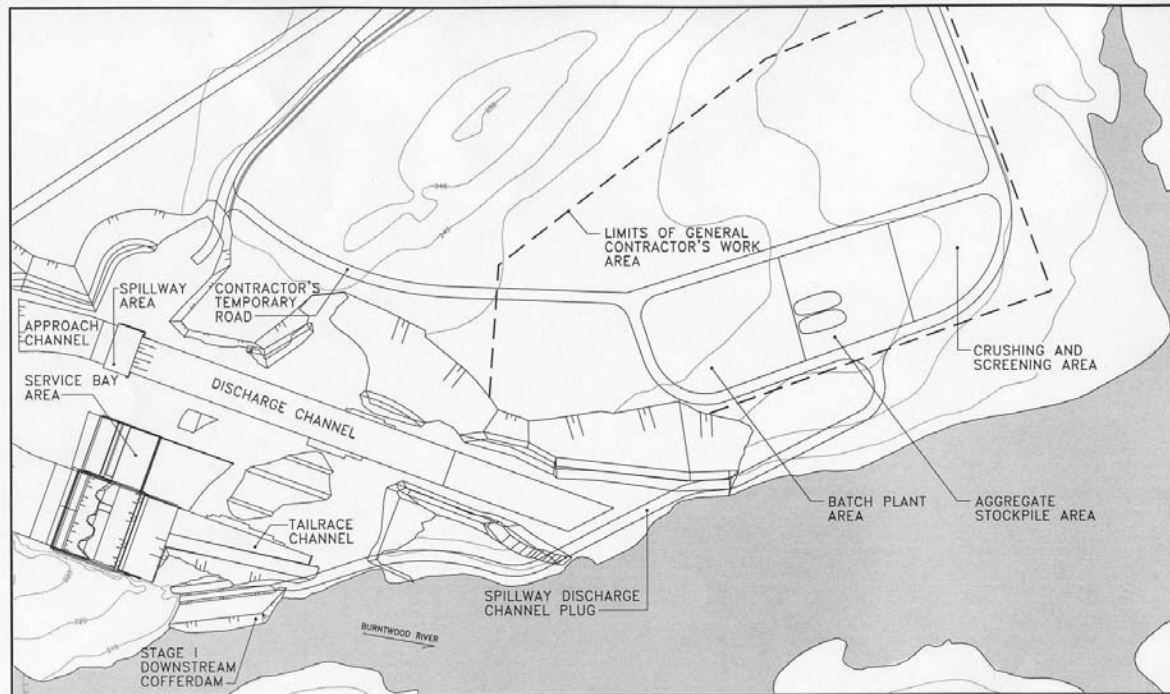 LIMITS OF GENERAL
CONTRACTOR'S WORK
AREA
SPILLWAY
AREA
CONTRACTOR'S
TEMPORARY
ROAD
APPROACH
CHANNEL
SERVICE BAY
AREA
DISCHARGE CHANNEL
CRUSHING AND
SCREENING AREA
BATCH PLANT
AREA
AGGREGATE
STOCKPILE AREA
TAILRACE
CHANNEL
SPILLWAY DISCHARGE
CHANNEL PLUG
BURNTWOOD RIVER
STAGE I
DOWNSTREAM
COFFERDAM